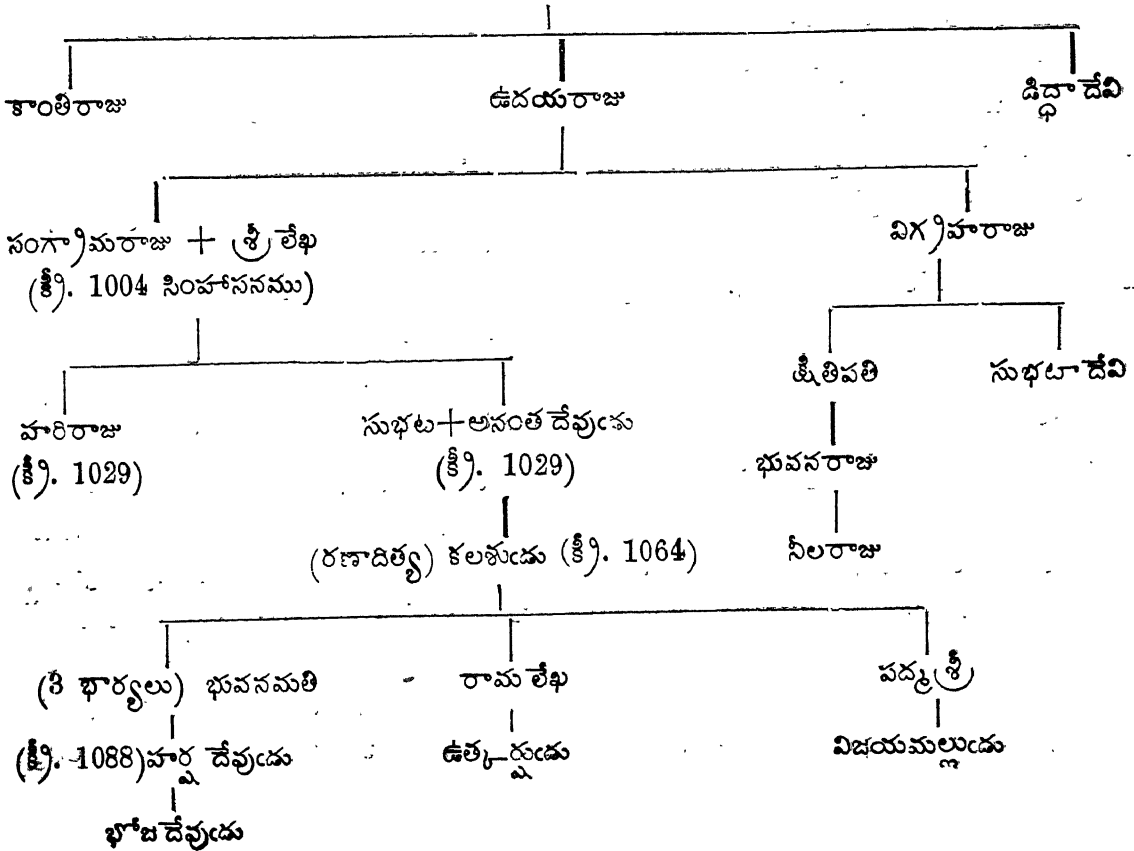 కాంతిరాజు ఉదయరాజు డిద్ధా దేవి
సంగ్రామరాజు + శ్రీలేఖ విగ్రహరాజు
(క్రీ. 1004 సింహాసనము)
క్షితిపతి సుభటా దేవి
హరిరాజు సుభట+అనంత దేవుఁడు
(క్రీ. 1029) (క్రీ. 1029) భువనరాజు
(రణాదిత్య) కలశుఁడు (క్రీ. 1064) నీలరాజు
(3 భార్యలు) భువనమతి రామలేఖ పద్మశ్రీ
(క్రీ. 1088) హర్ష దేవుఁడు ఉత్కర్షుఁడు విజయమల్లుఁడు
భోజ దేవుఁడు